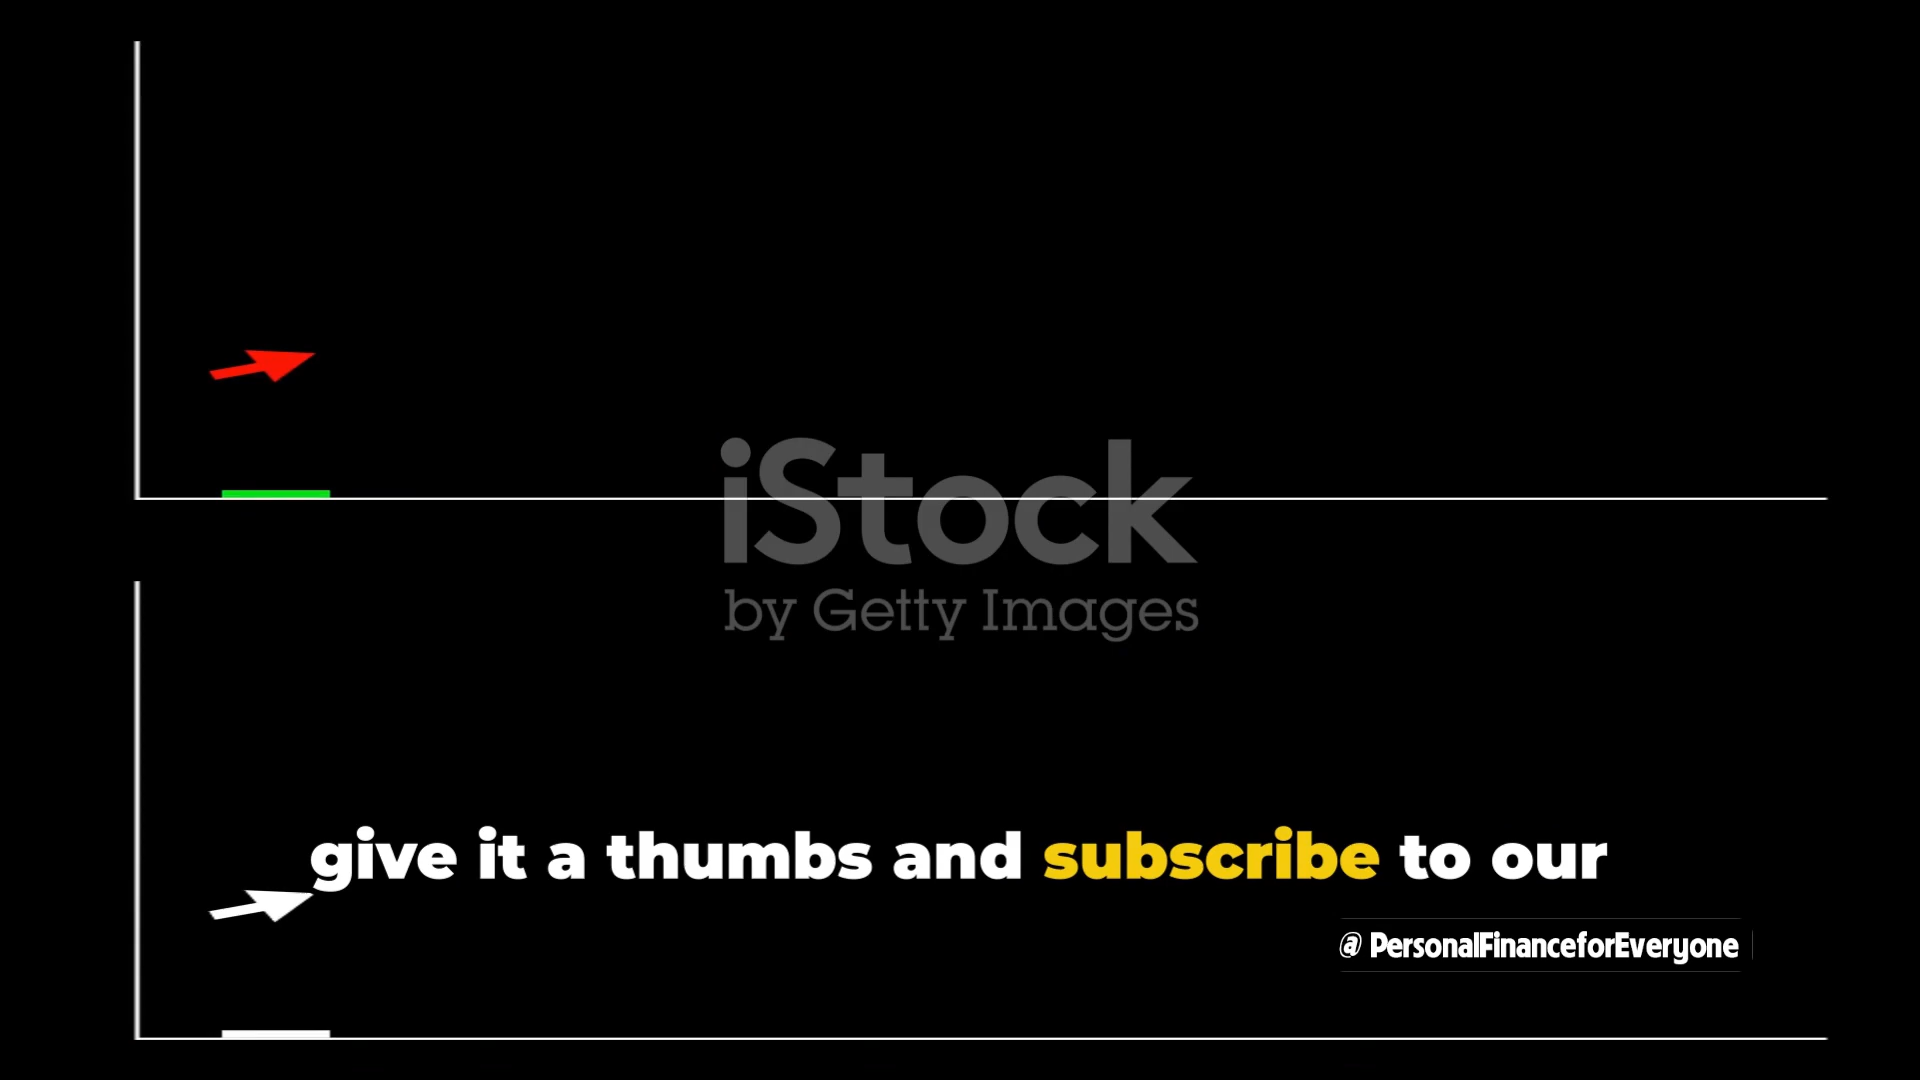 iStock
by Getty Images
give it a thumbs and subscribe to our
@ PersonalFinanceforEveryone